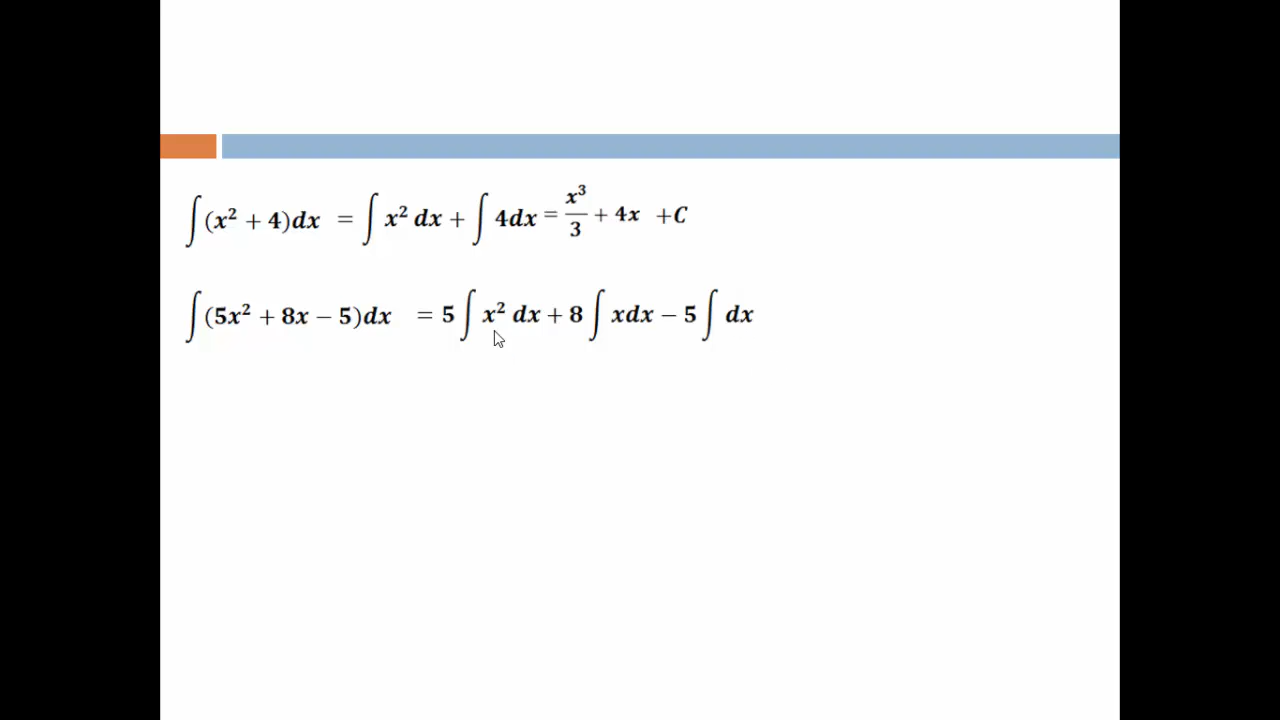 ∫(x² + 4)dx = ∫x² dx + ∫4dx = x³/3 + 4x + C
∫(5x² + 8x − 5)dx = 5∫x² dx + 8∫xdx − 5∫dx